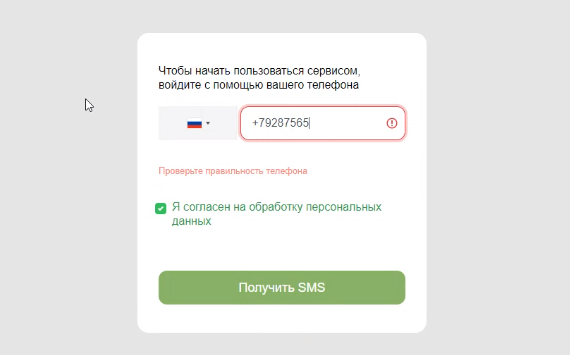 Чтобы начать пользоваться сервисом,
войдите с помощью вашего телефона
+79287565
Проверьте правильность телефона
Я согласен на обработку персональных
данных
Получить SMS